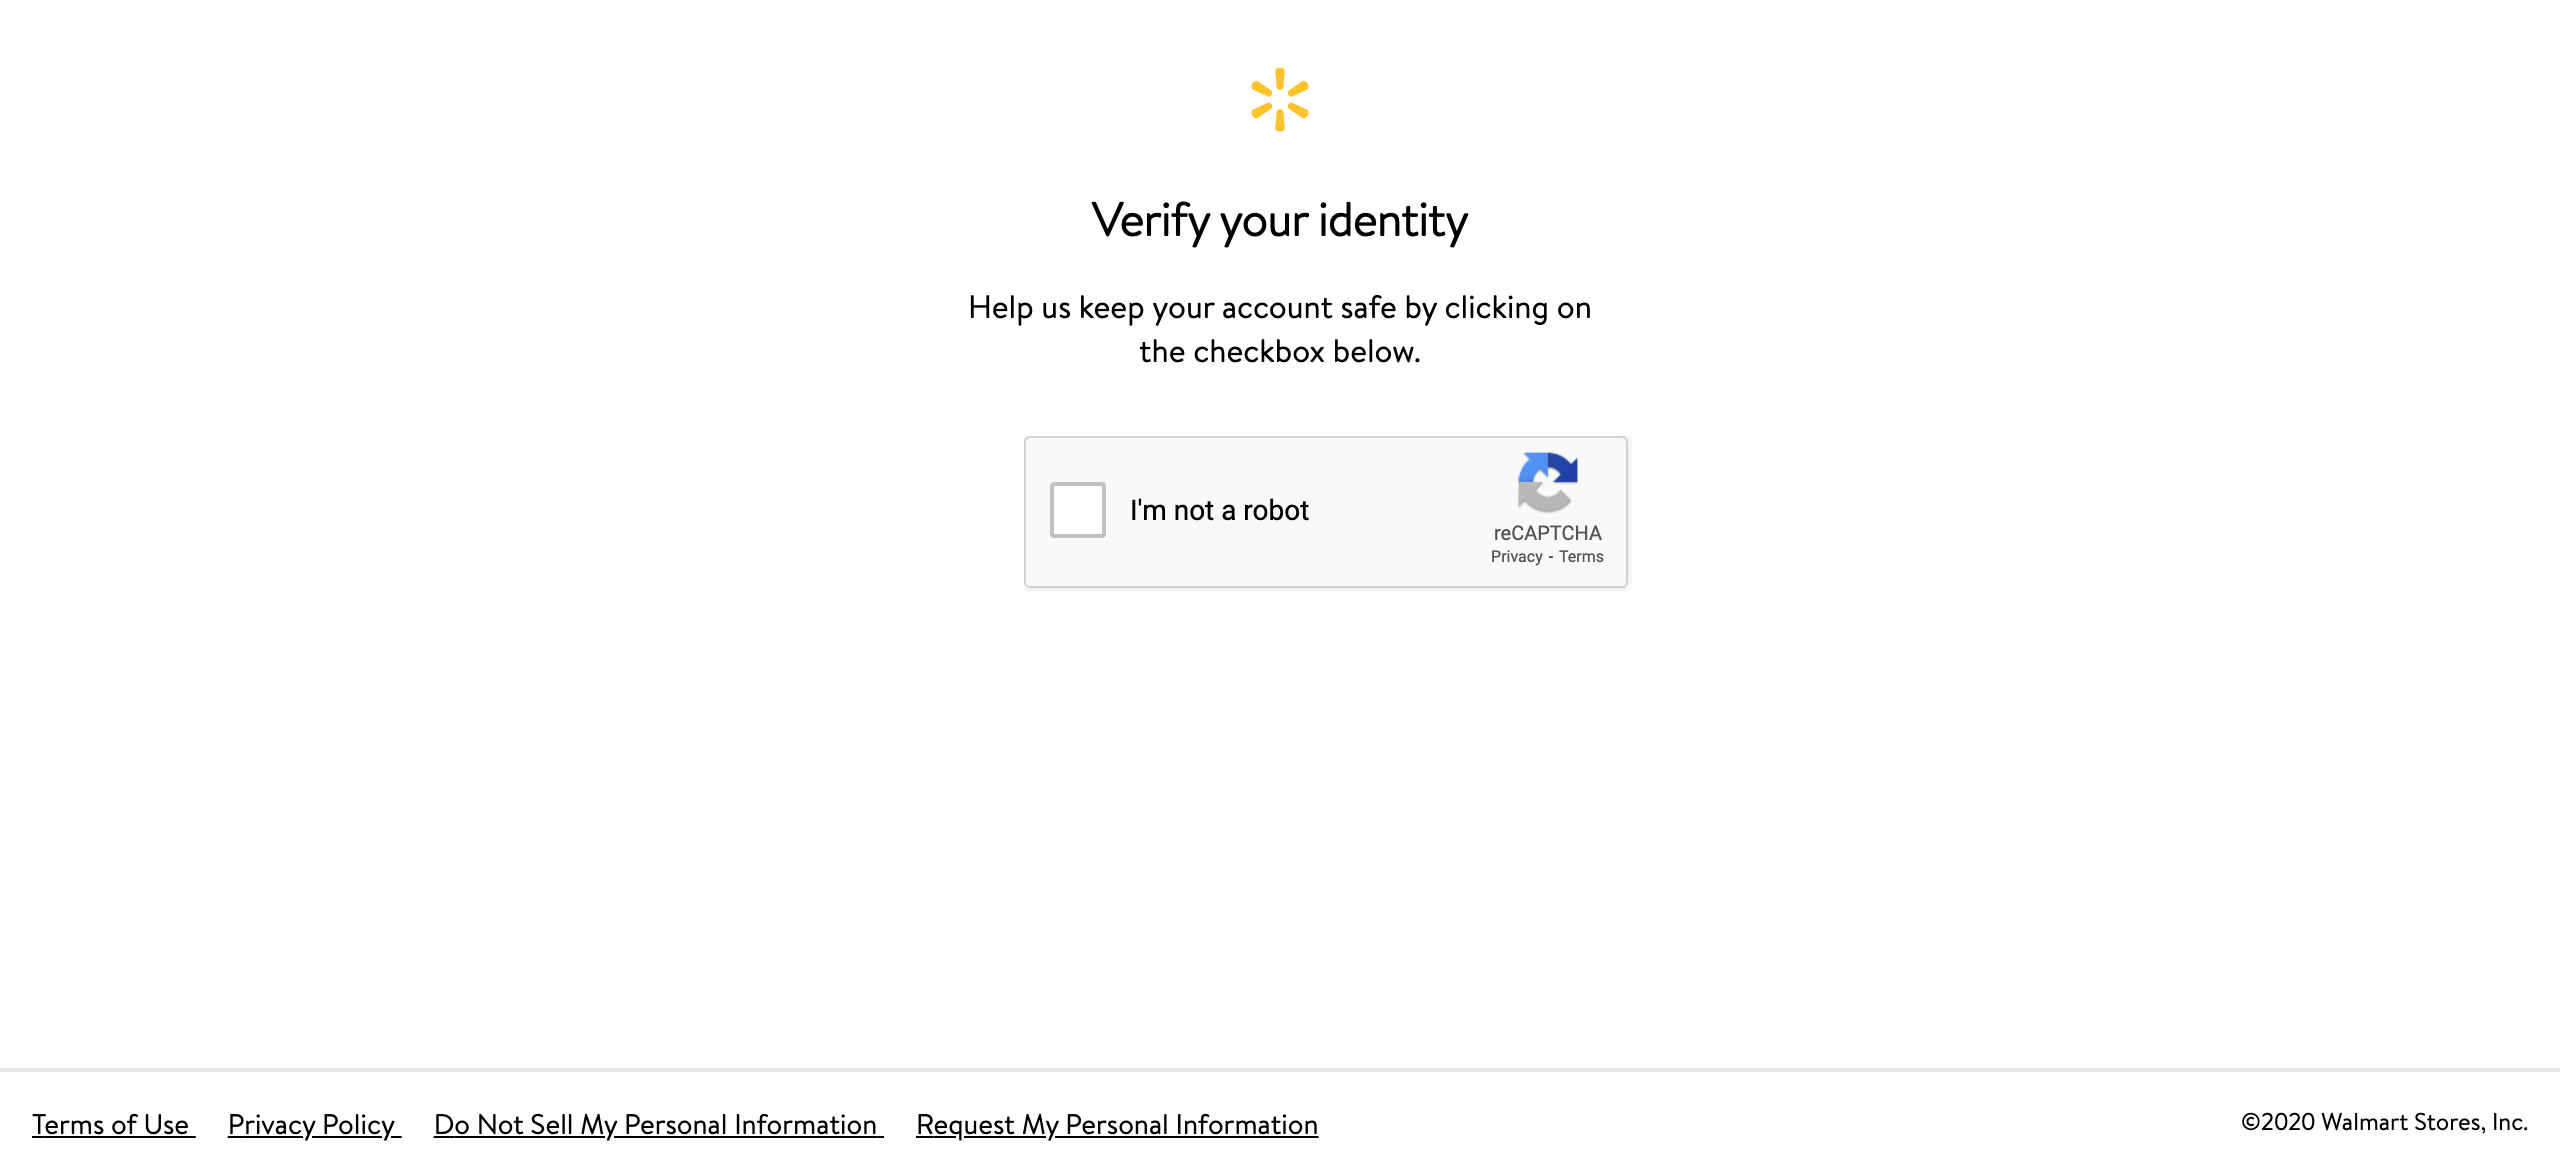 Verify your identity
Help us keep your account safe by clicking on
the checkbox below.
I'm not a robot
reCAPTCHA
Privacy - Terms
Terms of Use Privacy Policy Do Not Sell My Personal Information Request My Personal Information ©2020 Walmart Stores, Inc.